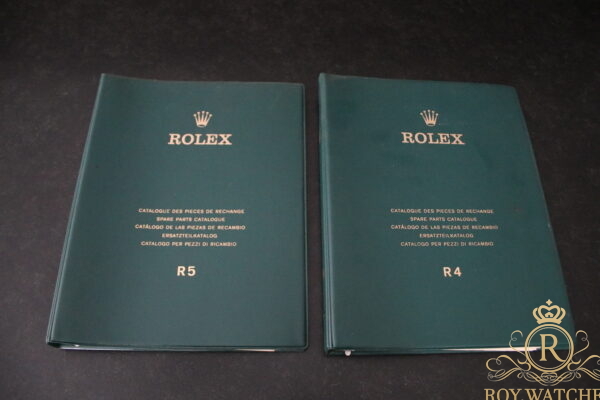 ROLEX
CATALOGUE DES PIECES DE RECHANGE
SPARE PARTS CATALOGUE
CATÁLOGO DE LAS PIEZAS DE RECAMBIO
ERSATZTEILKATALOG
CATALOGO PER PEZZI DI RICAMBIO
R5
ROLEX
CATALOGUE DES PIECES DE RECHANGE
SPARE PARTS CATALOGUE
CATÁLOGO DE LAS PIEZAS DE RECAMBIO
ERSATZTEILKATALOG
CATALOGO PER PEZZI DI RICAMBIO
R4
R
ROY.WATCHE